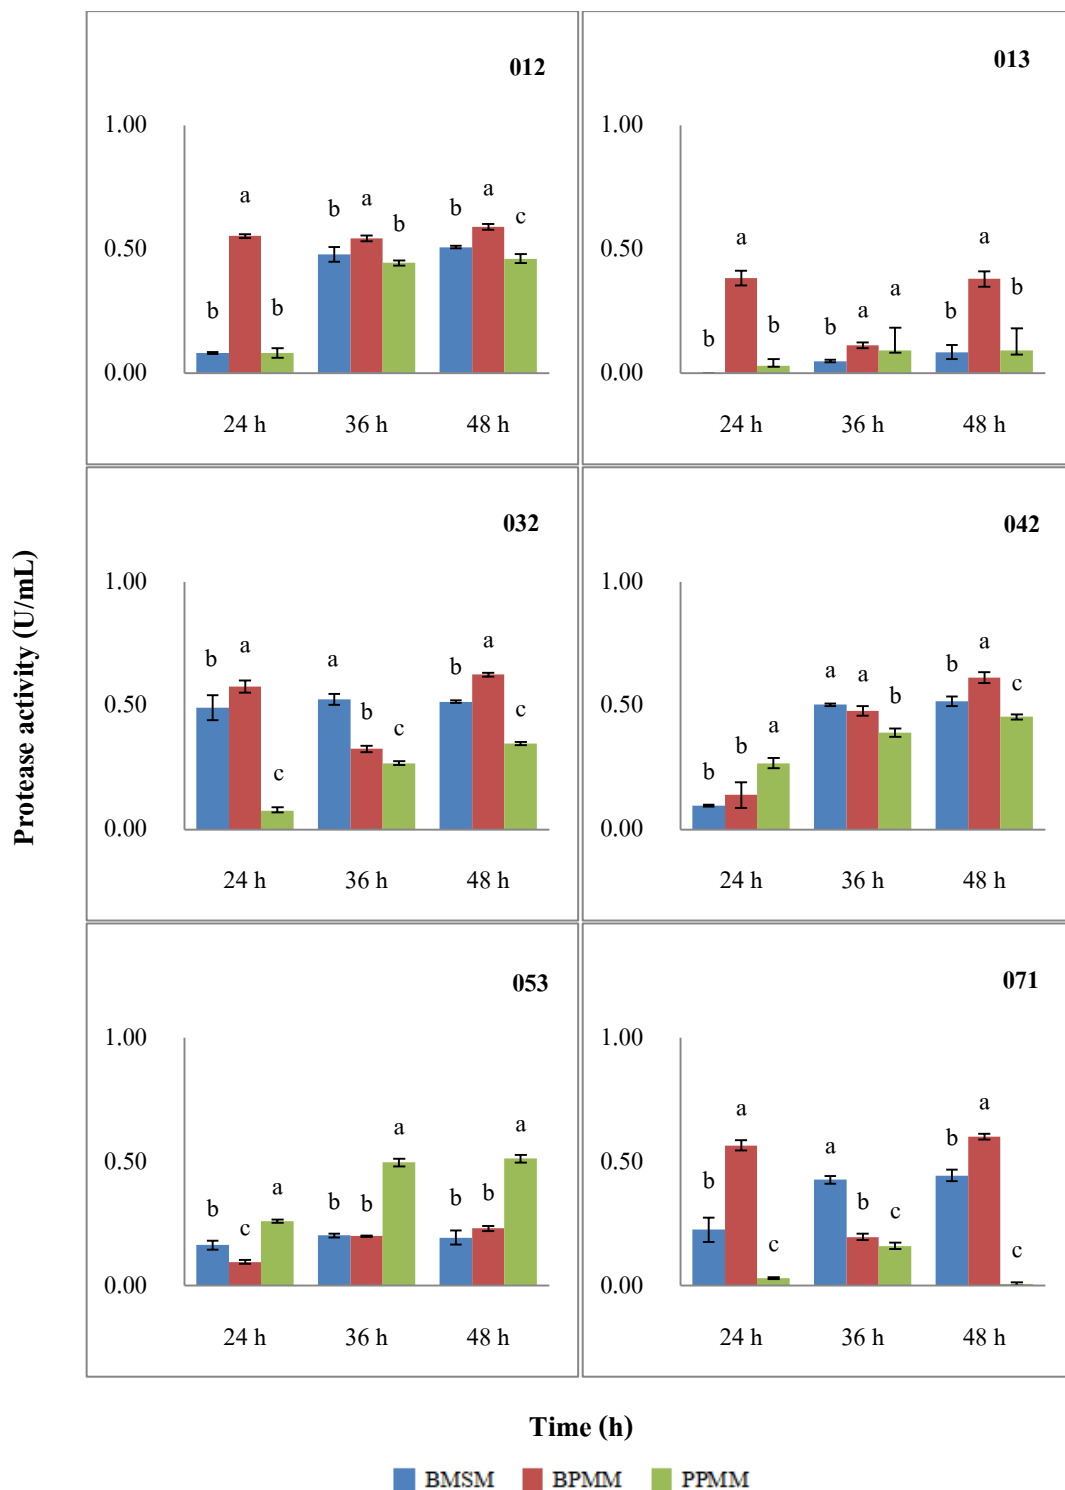 012
1.00
0.50
0.00
b a b
b a b
b a c
24 h 36 h 48 h
013
1.00
0.50
0.00
b a b
b a a
b a b
24 h 36 h 48 h
032
1.00
0.50
0.00
b a c
a b c
b a c
24 h 36 h 48 h
042
1.00
0.50
0.00
b b a
a a b
b a c
24 h 36 h 48 h
053
1.00
0.50
0.00
b c a
b b a
b b a
24 h 36 h 48 h
071
1.00
0.50
0.00
b a c
a b c
b a c
24 h 36 h 48 h
Protease activity (U/mL)
Time (h)
BMSM BPMM PPMM